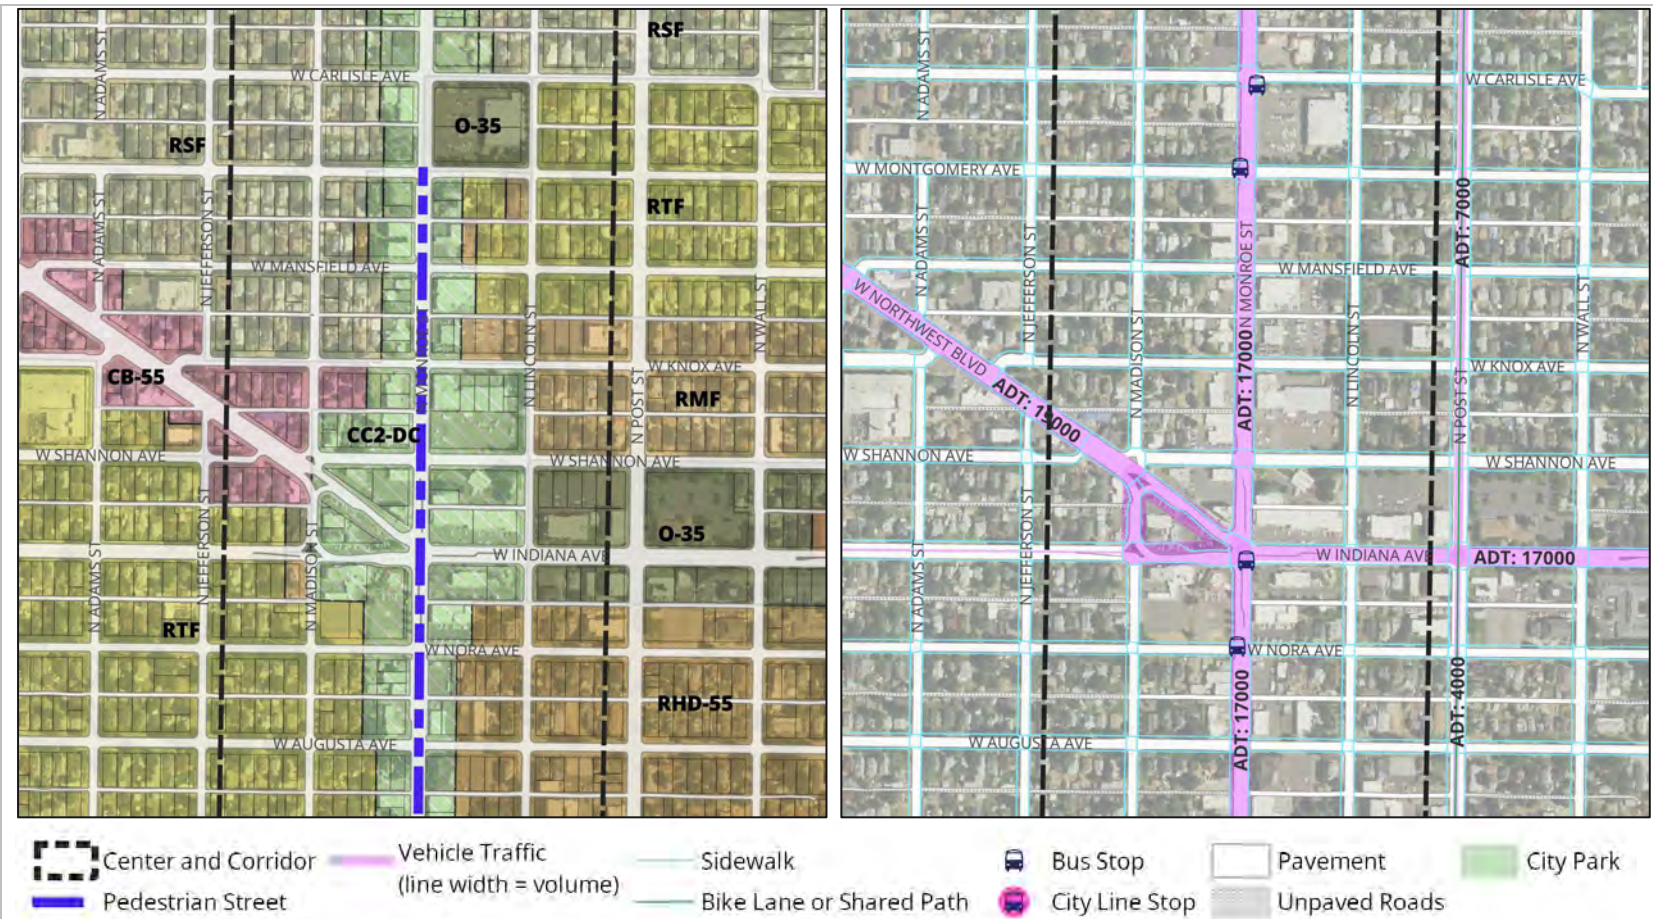 RSF
N ADAMS ST
W CARLISLE AVE
O-35
RSF
N ADAMS ST
N JEFFERSON ST
RTF
W MANSFIELD AVE
N LINCOLN ST
N WALL ST
W KNOX AVE
CB-55
RMF
N POST ST
CC2-DC
W SHANNON AVE
W SHANNON AVE
N JEFFERSON ST
N MADISON ST
O-35
W INDIANA AVE
N ADAMS ST
RTF
W NORA AVE
RHD-55
W AUGUSTA AVE
N ADAMS ST
W CARLISLE AVE
W MONTGOMERY AVE
N ADAMS ST
N JEFFERSON ST
N MONROE ST
ADT: 7000
W MANSFIELD AVE
W NORTHWEST BLVD
N MADISON ST
ADT: 17000
N LINCOLN ST
N WALL ST
W KNOX AVE
ADT: 15000
N POST ST
W SHANNON AVE
W SHANNON AVE
N JEFFERSON ST
N ADAMS ST
W INDIANA AVE
ADT: 17000
W NORA AVE
ADT: 17000
ADT: 4000
W AUGUSTA AVE
Center and Corridor
Pedestrian Street
Vehicle Traffic
(line width = volume)
Sidewalk
Bike Lane or Shared Path
Bus Stop
City Line Stop
Pavement
Unpaved Roads
City Park